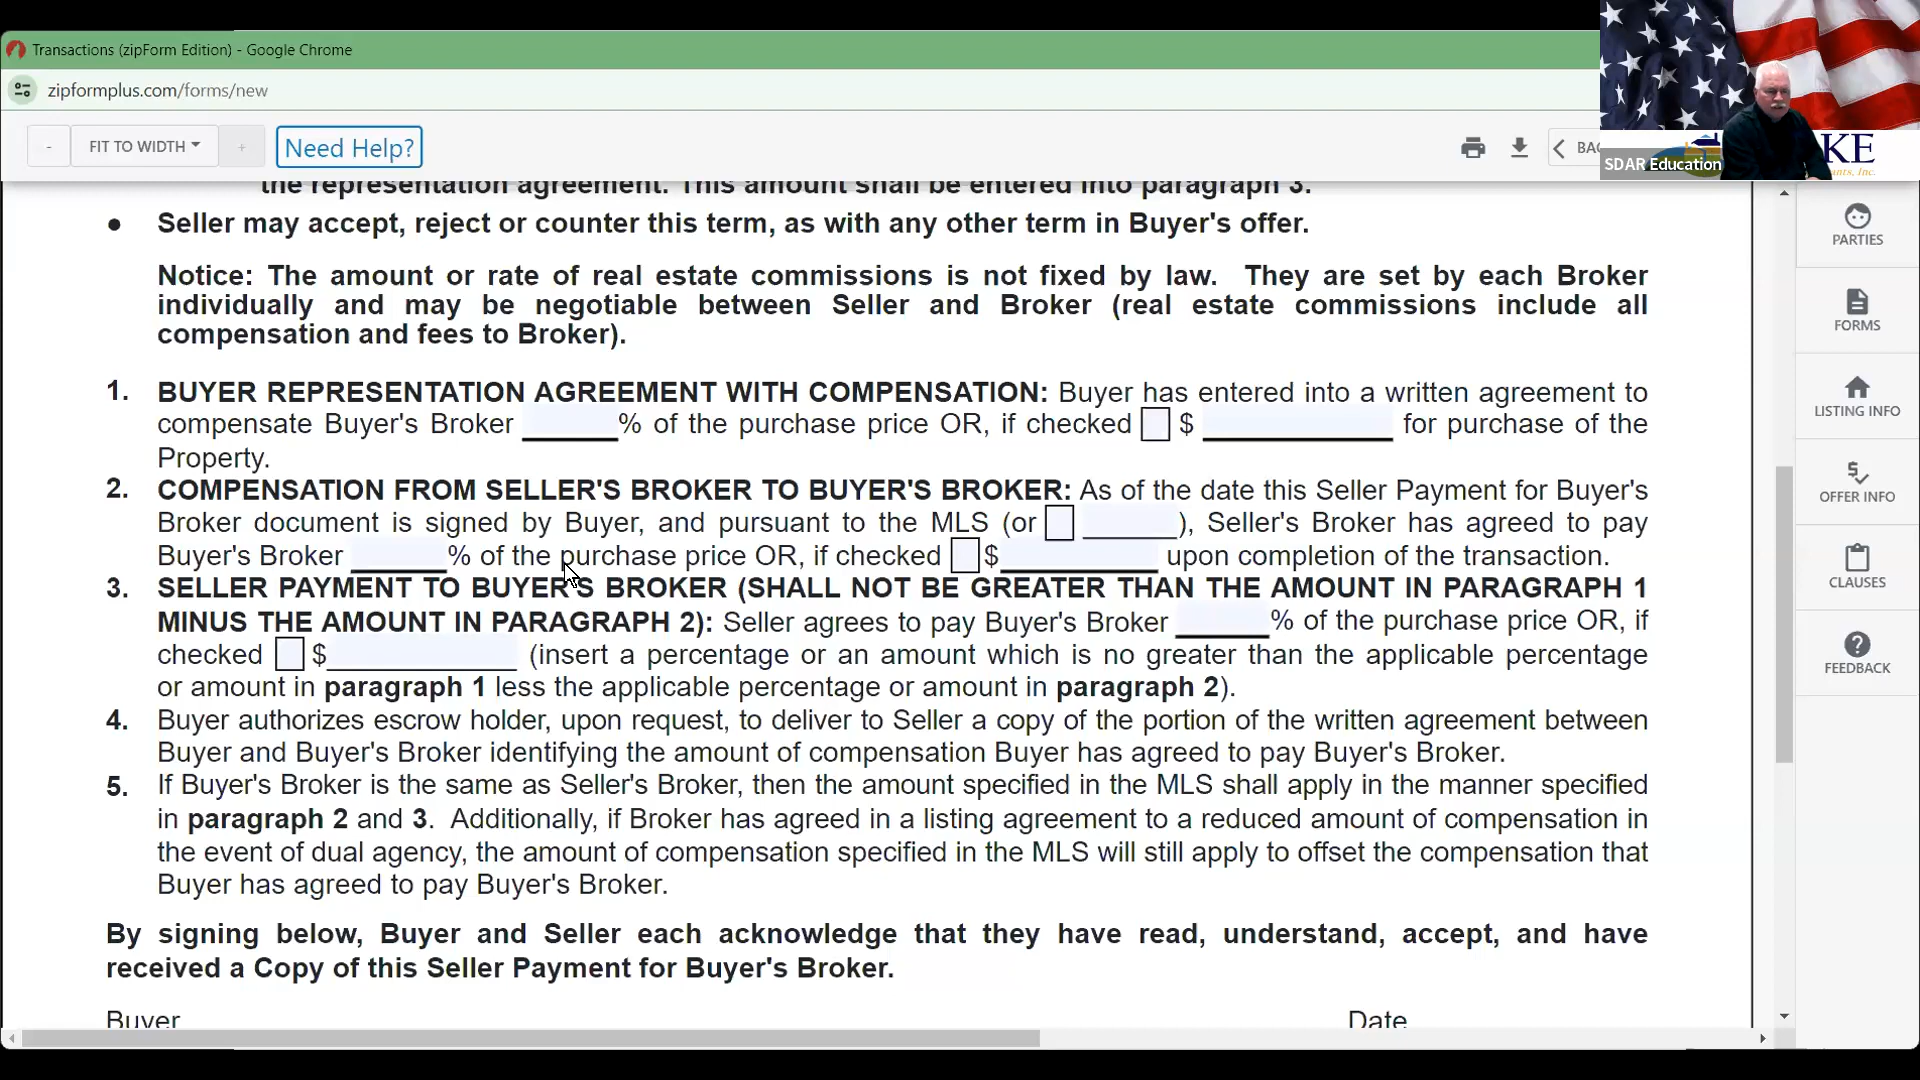 Transactions (zipForm Edition) - Google Chrome
zipformplus.com/forms/new
- FIT TO WIDTH + Need Help?
SDAR Education
KE
the representation agreement. This amount shall be entered into paragraph 3.
● Seller may accept, reject or counter this term, as with any other term in Buyer's offer.
Notice: The amount or rate of real estate commissions is not fixed by law. They are set by each Broker
individually and may be negotiable between Seller and Broker (real estate commissions include all
compensation and fees to Broker).
1. BUYER REPRESENTATION AGREEMENT WITH COMPENSATION: Buyer has entered into a written agreement to
compensate Buyer's Broker ______% of the purchase price OR, if checked $ ____________ for purchase of the
Property.
2. COMPENSATION FROM SELLER'S BROKER TO BUYER'S BROKER: As of the date this Seller Payment for Buyer's
Broker document is signed by Buyer, and pursuant to the MLS (or ______), Seller's Broker has agreed to pay
Buyer's Broker ______% of the purchase price OR, if checked $__________ upon completion of the transaction.
3. SELLER PAYMENT TO BUYER'S BROKER (SHALL NOT BE GREATER THAN THE AMOUNT IN PARAGRAPH 1
MINUS THE AMOUNT IN PARAGRAPH 2): Seller agrees to pay Buyer's Broker ______% of the purchase price OR, if
checked $____________ (insert a percentage or an amount which is no greater than the applicable percentage
or amount in paragraph 1 less the applicable percentage or amount in paragraph 2).
4. Buyer authorizes escrow holder, upon request, to deliver to Seller a copy of the portion of the written agreement between
Buyer and Buyer's Broker identifying the amount of compensation Buyer has agreed to pay Buyer's Broker.
5. If Buyer's Broker is the same as Seller's Broker, then the amount specified in the MLS shall apply in the manner specified
in paragraph 2 and 3. Additionally, if Broker has agreed in a listing agreement to a reduced amount of compensation in
the event of dual agency, the amount of compensation specified in the MLS will still apply to offset the compensation that
Buyer has agreed to pay Buyer's Broker.
By signing below, Buyer and Seller each acknowledge that they have read, understand, accept, and have
received a Copy of this Seller Payment for Buyer's Broker.
Buyer Date
PARTIES
FORMS
LISTING INFO
OFFER INFO
CLAUSES
FEEDBACK